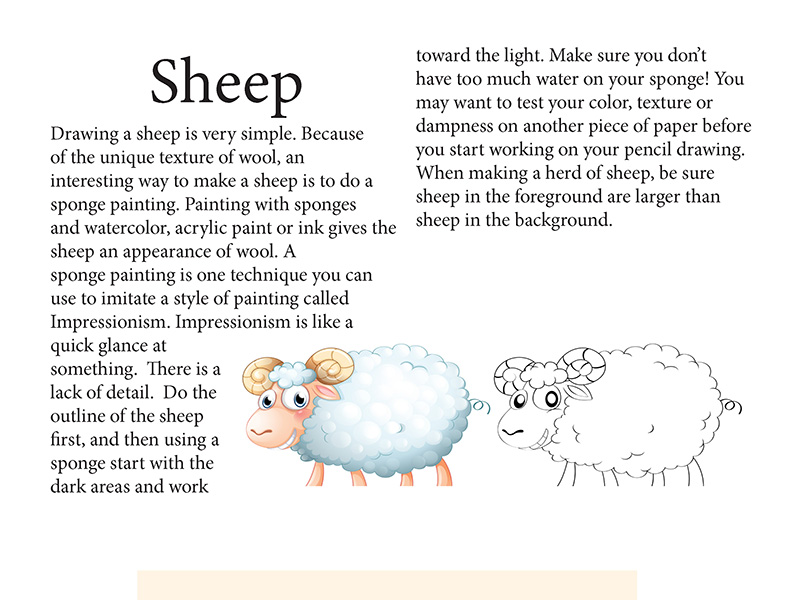 Sheep
Drawing a sheep is very simple. Because
of the unique texture of wool, an
interesting way to make a sheep is to do a
sponge painting. Painting with sponges
and watercolor, acrylic paint or ink gives the
sheep an appearance of wool. A
sponge painting is one technique you can
use to imitate a style of painting called
Impressionism. Impressionism is like a
quick glance at
something.  There is a
lack of detail.  Do the
outline of the sheep
first, and then using a
sponge start with the
dark areas and work
toward the light. Make sure you don’t
have too much water on your sponge! You
may want to test your color, texture or
dampness on another piece of paper before
you start working on your pencil drawing.
When making a herd of sheep, be sure
sheep in the foreground are larger than
sheep in the background.